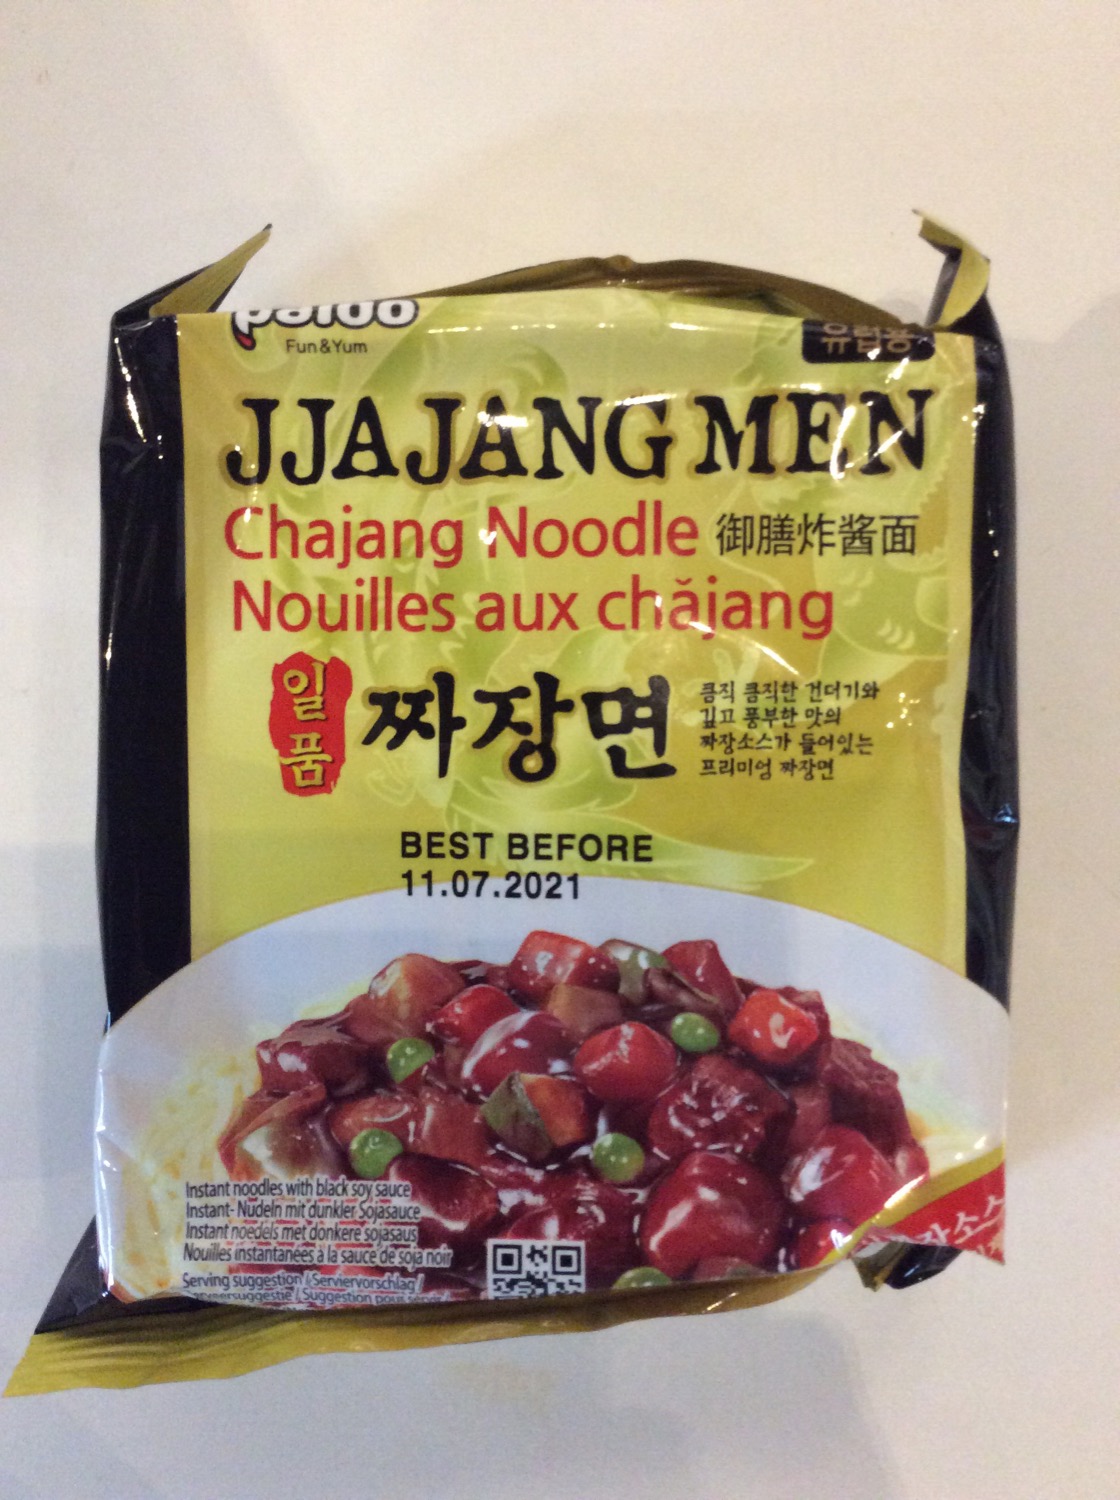 paldo
Fun&Yum
유럽용
JJAJANG MEN
Chajang Noodle 御膳炸酱面
Nouilles aux chăjang
일품
짜장면
큼직 큼직한 건더기와
깊고 풍부한 맛의
짜장소스가 들어있는
프리미엄 짜장면
BEST BEFORE
11.07.2021
Instant noodles with black soy sauce
Instant- Nudeln mit dunkler Sojasauce
Instant noedels met donkere sojasaus
Nouilles instantanées à la sauce de soja noir
Serving suggestion / Serviervorschlag /
Serveersuggestie / Suggestion pour servir /